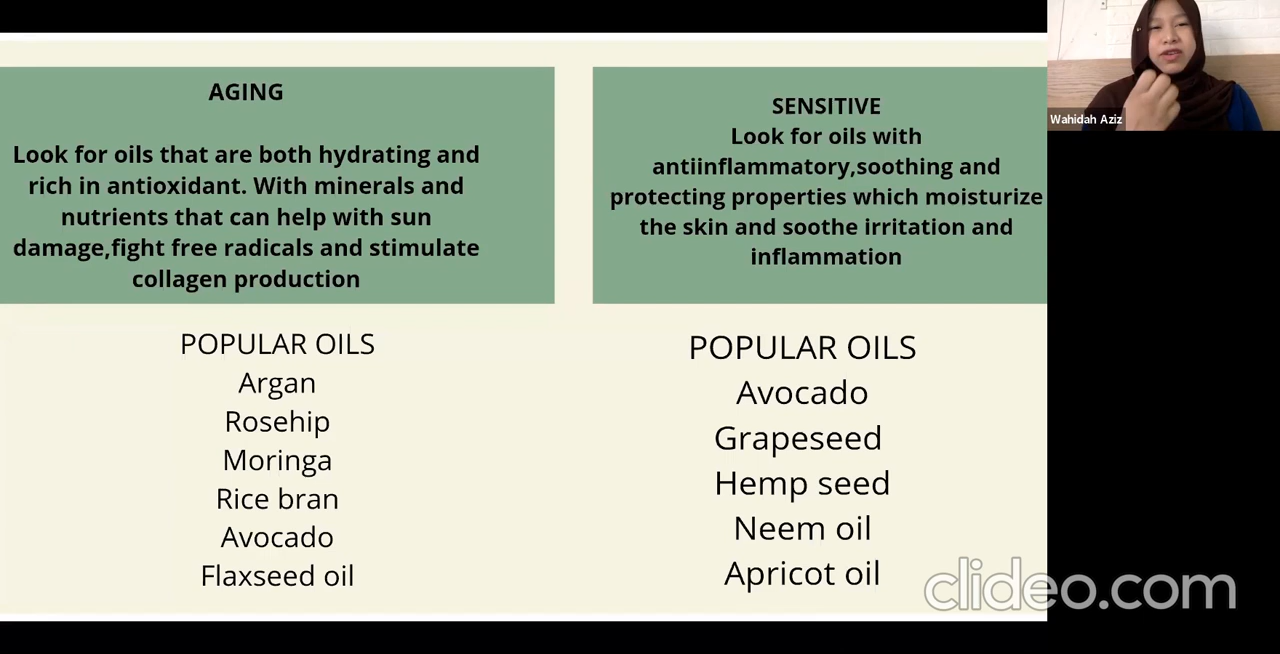 AGING
Look for oils that are both hydrating and
rich in antioxidant. With minerals and
nutrients that can help with sun
damage,fight free radicals and stimulate
collagen production
POPULAR OILS
Argan
Rosehip
Moringa
Rice bran
Avocado
Flaxseed oil
SENSITIVE
Look for oils with
antiinflammatory,soothing and
protecting properties which moisturize
the skin and soothe irritation and
inflammation
POPULAR OILS
Avocado
Grapeseed
Hemp seed
Neem oil
Apricot oil
Wahidah Aziz
clideo.com